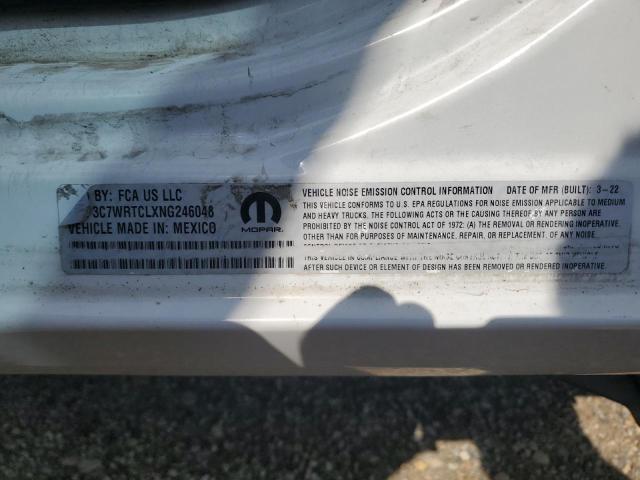 BY: FCA US LLC
3C7WRTCLXNG246048
VEHICLE MADE IN: MEXICO
MOPAR
VEHICLE NOISE EMISSION CONTROL INFORMATION DATE OF MFR (BUILT): 3-22
THIS VEHICLE CONFORMS TO U.S. EPA REGULATIONS FOR NOISE EMISSION APPLICABLE TO MEDIUM
AND HEAVY TRUCKS. THE FOLLOWING ACTS OR THE CAUSING THEREOF BY ANY PERSON ARE
PROHIBITED BY THE NOISE CONTROL ACT OF 1972: (A) THE REMOVAL OR RENDERING INOPERATIVE,
OTHER THAN FOR PURPOSES OF MAINTENANCE, REPAIR, OR REPLACEMENT, OF ANY NOISE
AFTER SUCH DEVICE OR ELEMENT OF DESIGN HAS BEEN REMOVED OR RENDERED INOPERATIVE.